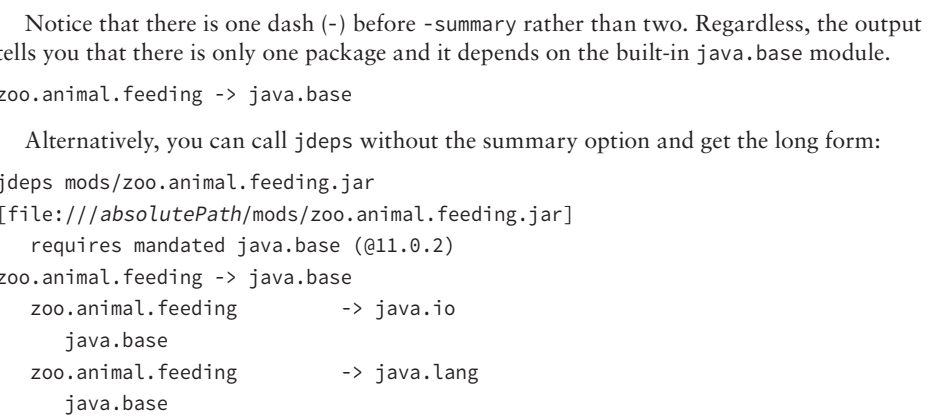 Notice that there is one dash (-) before -summary rather than two. Regardless, the output
tells you that there is only one package and it depends on the built-in java.base module.
zoo.animal.feeding -> java.base
Alternatively, you can call jdeps without the summary option and get the long form:
jdeps mods/zoo.animal.feeding.jar
[file:///absolutePath/mods/zoo.animal.feeding.jar]
requires mandated java.base (@11.0.2)
zoo.animal.feeding -> java.base
zoo.animal.feeding -> java.io
java.base
zoo.animal.feeding -> java.lang
java.base